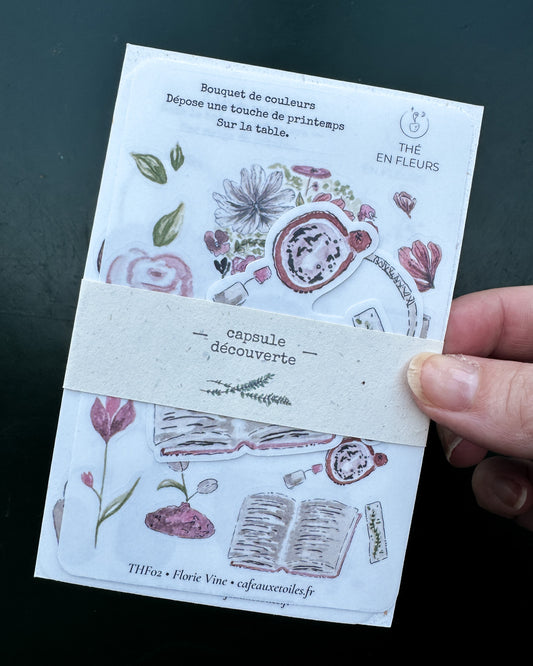 Bouquet de couleurs
Dépose une touche de printemps
Sur la table.
THÉ
EN FLEURS
capsule
découverte
THF02 • Florie Vine • cafeauxetoiles.fr